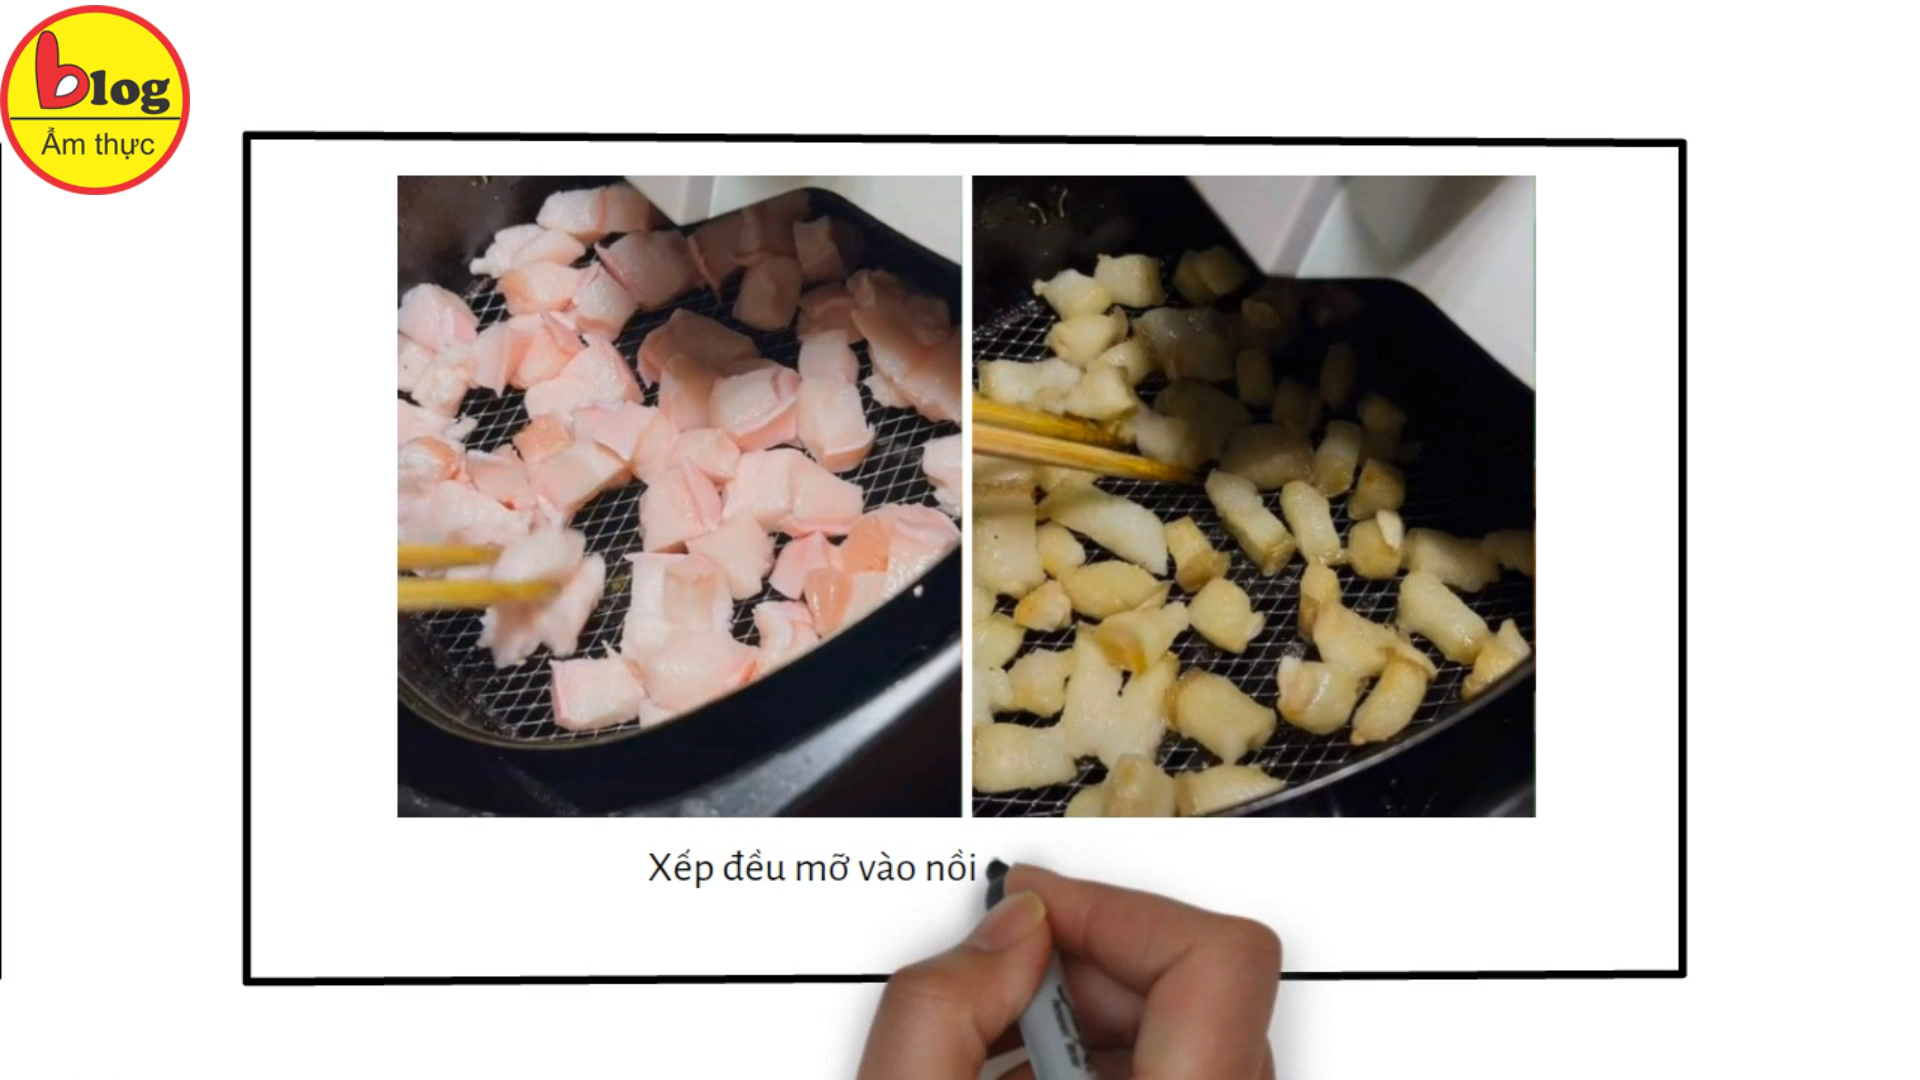 blog
Ẩm thực
Xếp đều mỡ vào nồi